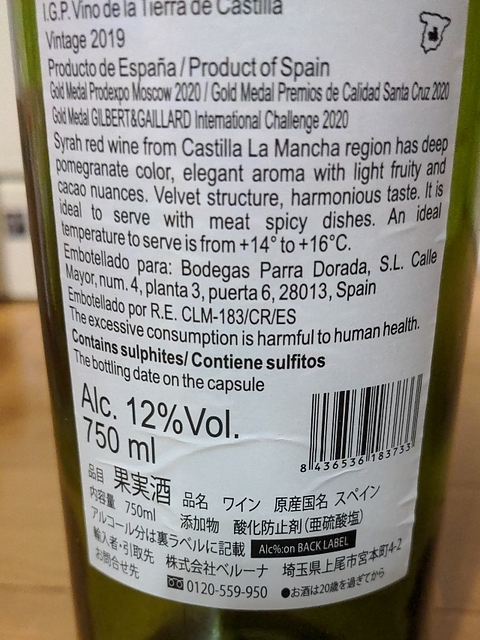 I.G.P. Vino de la Tierra de Castilla
Vintage 2019
Producto de España / Product of Spain
Gold Medal Prodexpo Moscow 2020 / Gold Medal Premios de Calidad Santa Cruz 2020
Gold Medal GILBERT&GAILLARD International Challenge 2020
Syrah red wine from Castilla La Mancha region has deep
pomegranate color, elegant aroma with light fruity and
cacao nuances. Velvet structure, harmonious taste. It is
ideal to serve with meat spicy dishes. An ideal
temperature to serve is from +14° to +16°C.
Embotellado para: Bodegas Parra Dorada, S.L. Calle
Mayor, num. 4, planta 3, puerta 6, 28013, Spain
Embotellado por R.E. CLM-183/CR/ES
The excessive consumption is harmful to human health.
Contains sulphites/ Contiene sulfitos
The bottling date on the capsule
Alc. 12%Vol.
750 ml
8 436536 183733
品目 果実酒 品名 ワイン 原産国名 スペイン
内容量 750ml 添加物 酸化防止剤(亜硫酸塩)
アルコール分は裏ラベルに記載 Alc%:on BACK LABEL
輸入者・引取先 株式会社ベルーナ 埼玉県上尾市宮本町4-2
お問合せ先 0120-559-950 ●お酒は20歳を過ぎてから